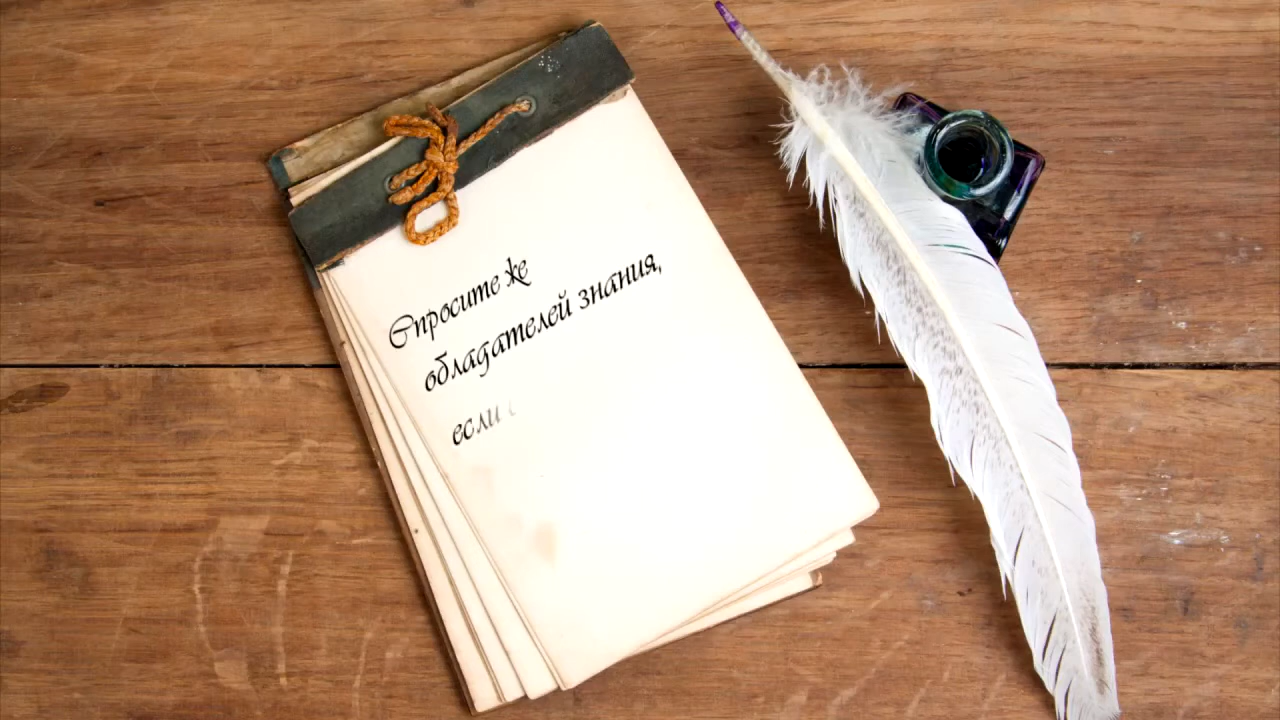 Спросите же
обладателей знания,
если